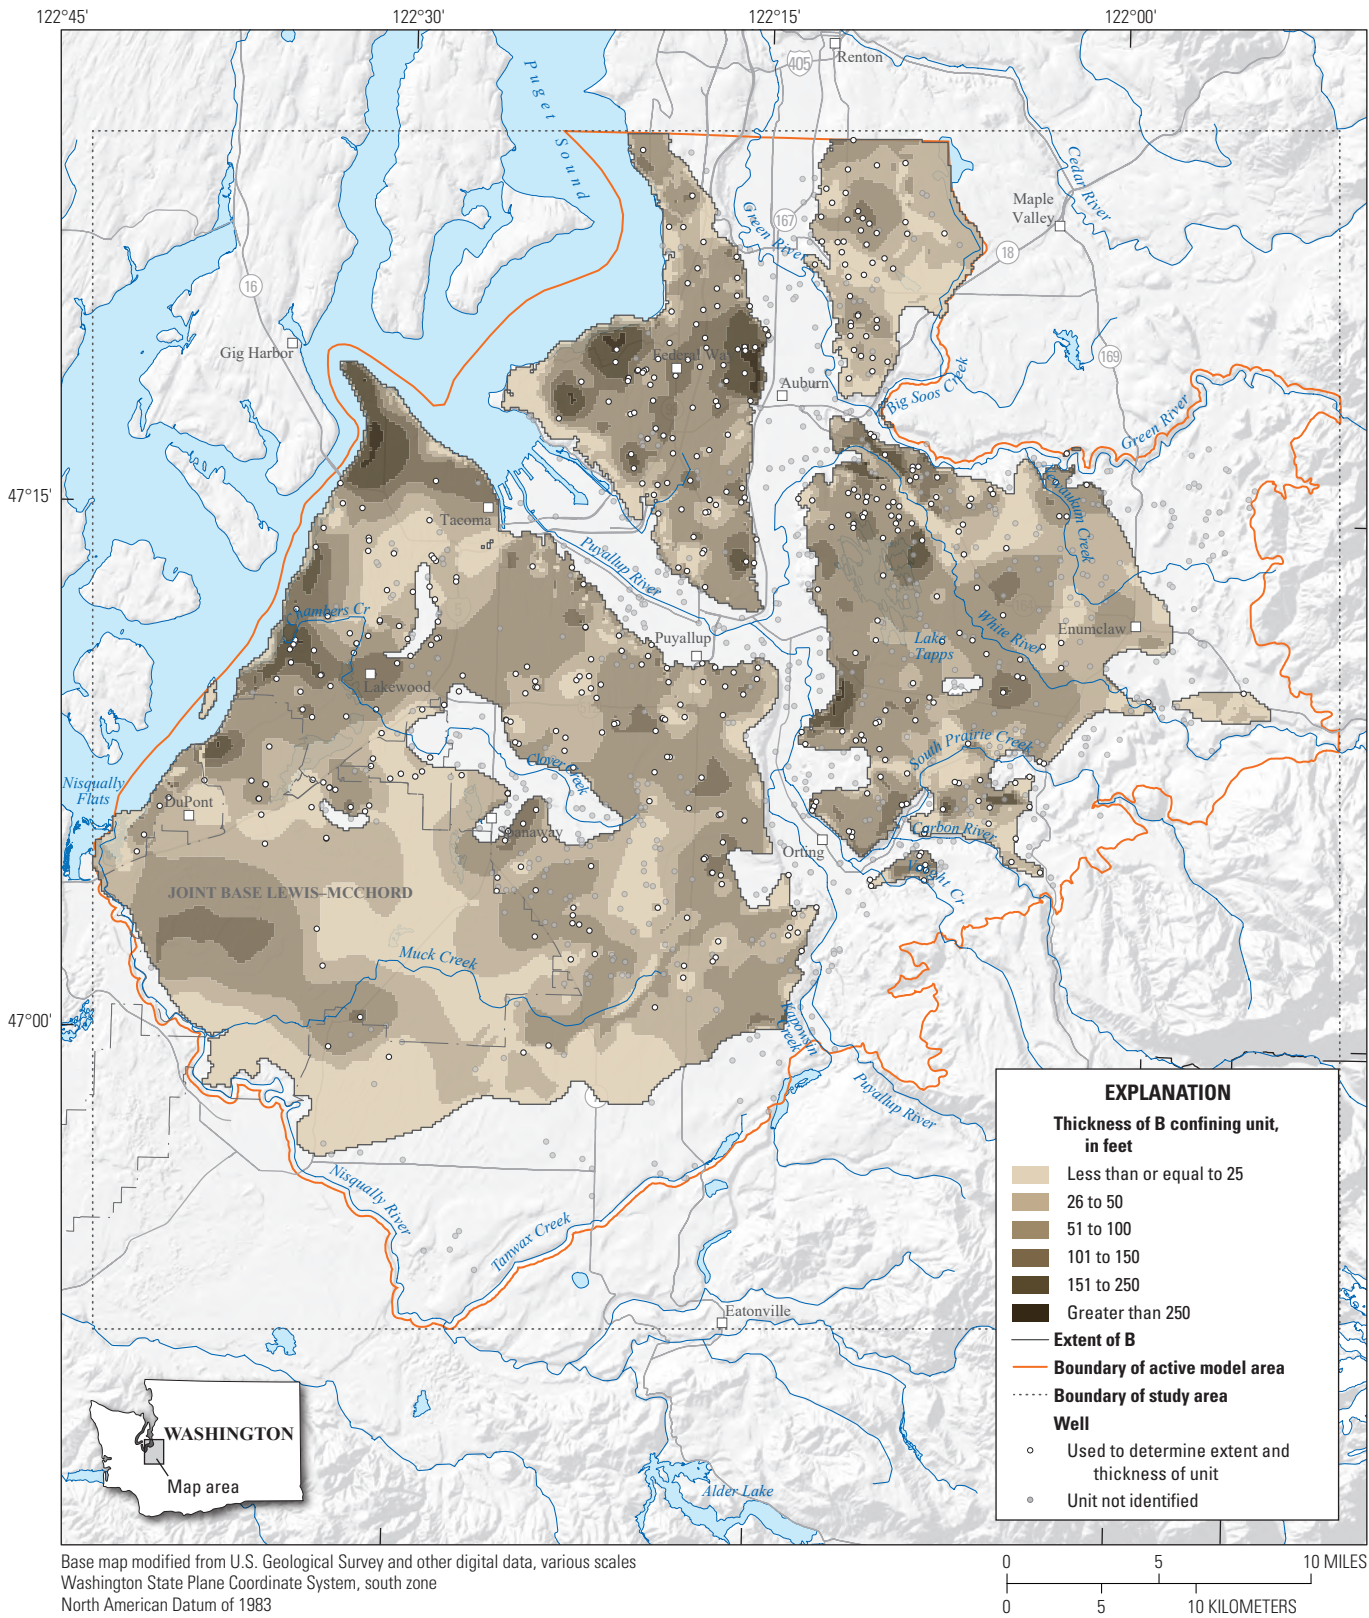 122°45'
122°30'
122°15'
122°00'
405
Renton
Puget Sound
Cedar River
Maple
Valley
Green River
167
18
16
Gig Harbor
Federal Way
169
Auburn
Big Soos Creek
Green River
47°15'
Tacoma
Newaukum Creek
Puyallup River
Chambers Cr
White River
Enumclaw
Puyallup
Lake
Tapps
Lakewood
South Prairie Creek
Clover Creek
Nisqually
Flats
DuPont
Spanaway
Carbon River
Orting
Voight Cr
JOINT BASE LEWIS–MCCHORD
Muck Creek
47°00'
Kapowsin
Creek
Puyallup River
Nisqually River
Tanwax Creek
Eatonville
Alder Lake
EXPLANATION
Thickness of B confining unit,
in feet
Less than or equal to 25
26 to 50
51 to 100
101 to 150
151 to 250
Greater than 250
Extent of B
Boundary of active model area
Boundary of study area
Well
Used to determine extent and
thickness of unit
Unit not identified
WASHINGTON
Map area
Base map modified from U.S. Geological Survey and other digital data, various scales
Washington State Plane Coordinate System, south zone
North American Datum of 1983
0 5 10 MILES
0 5 10 KILOMETERS